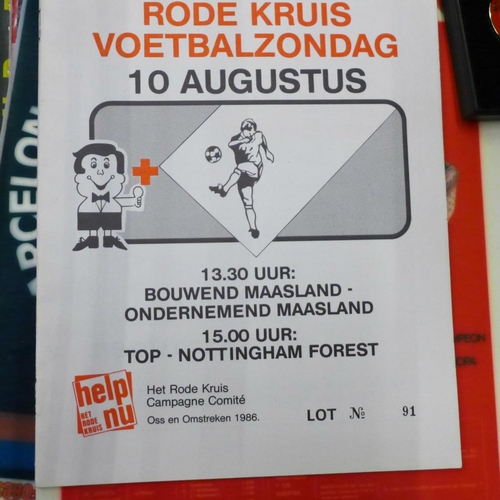 RODE KRUIS
VOETBALZONDAG
10 AUGUSTUS
13.30 UUR:
BOUWEND MAASLAND -
ONDERNEMEND MAASLAND
15.00 UUR:
TOP - NOTTINGHAM FOREST
help
nu
HET
RODE
KRUIS
Het Rode Kruis
Campagne Comité
Oss en Omstreken 1986.
LOT № 91
ARCELON